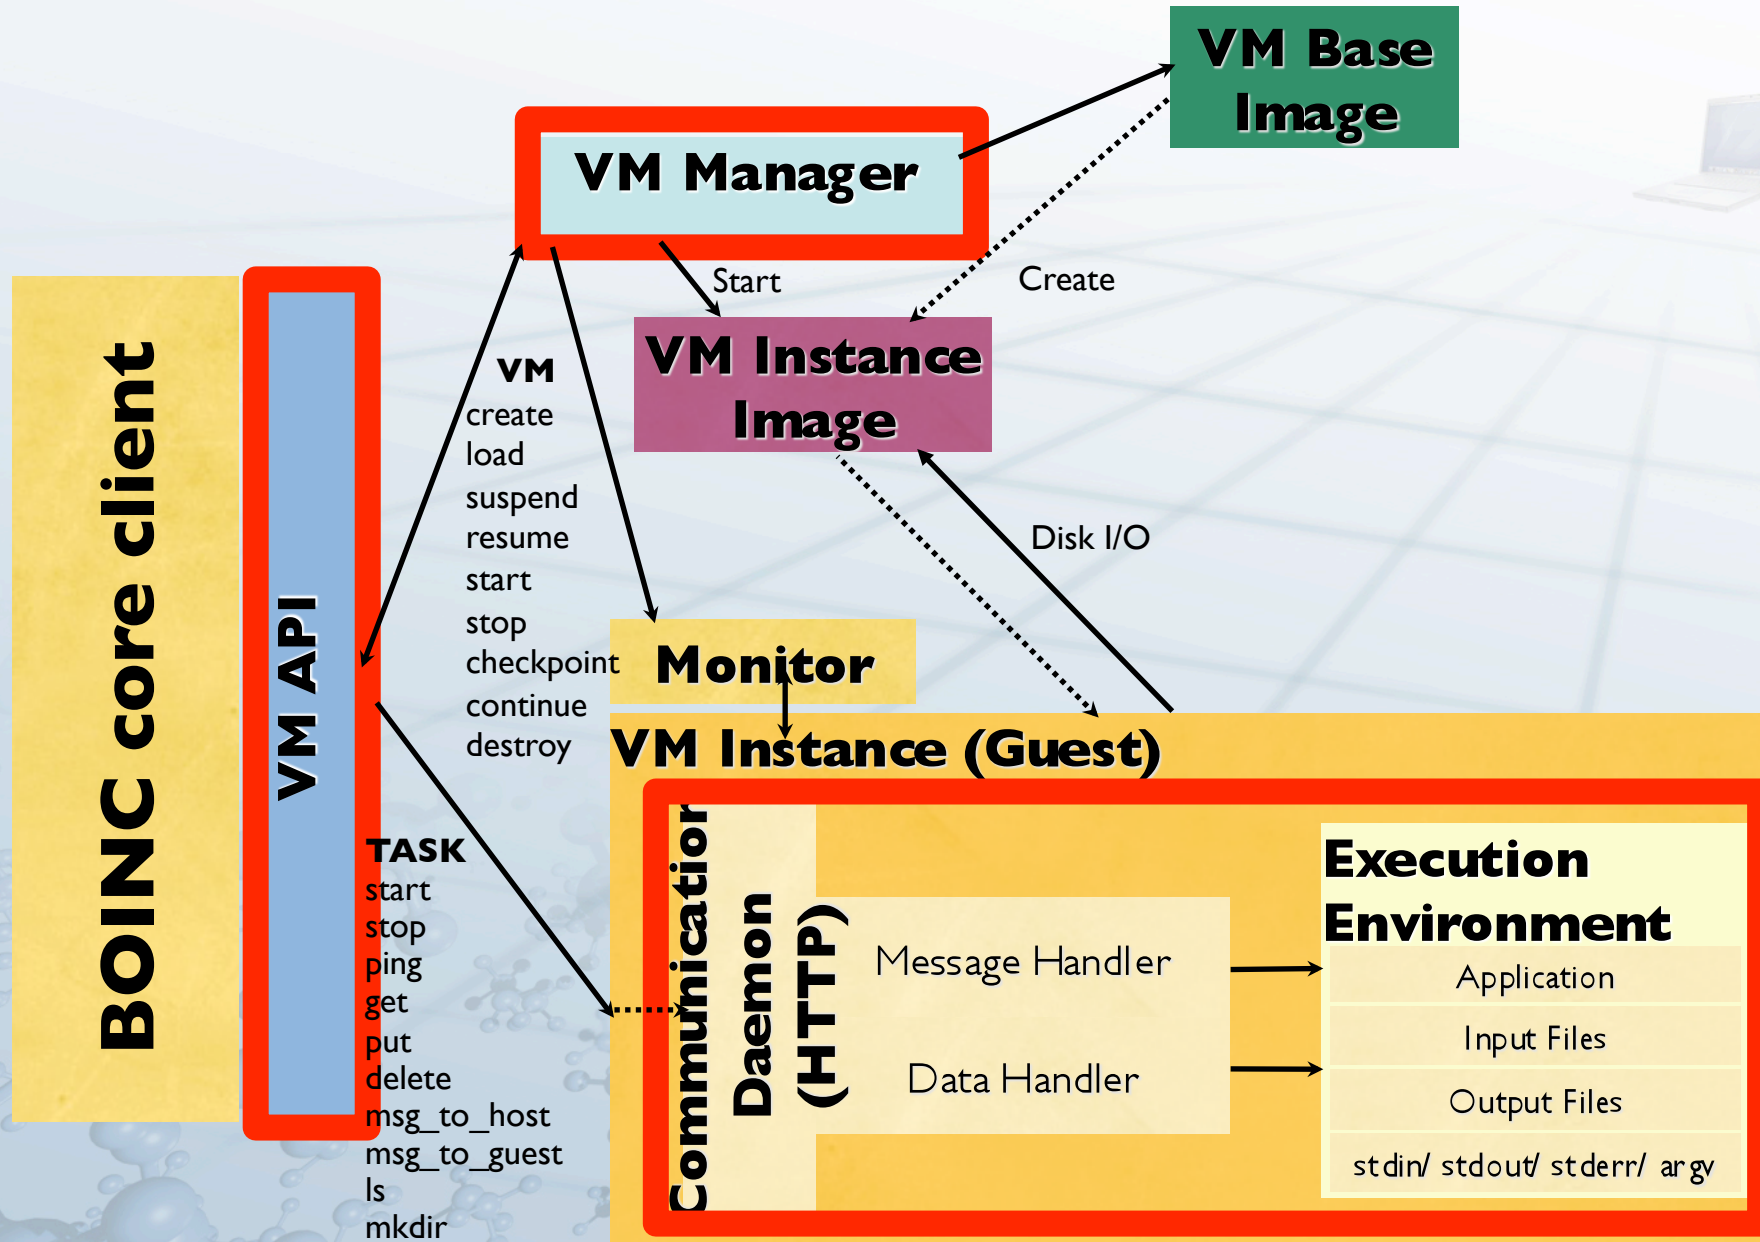 VM Base
Image
VM Manager
Start
Create
VM Instance
Image
BOINC core client
VM API
VM
create
load
suspend
resume
start
stop
checkpoint
continue
destroy
Disk I/O
Monitor
VM Instance (Guest)
TASK
start
stop
ping
get
put
delete
msg_to_host
msg_to_guest
ls
mkdir
Communication
Daemon
(HTTP)
Message Handler
Data Handler
Execution
Environment
Application
Input Files
Output Files
stdin/ stdout/ stderr/ argv